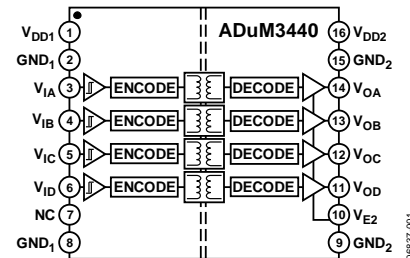 ADuM3440
VDD1 1
GND1 2
VIA 3 ENCODE DECODE 14 VOA
VIB 4 ENCODE DECODE 13 VOB
VIC 5 ENCODE DECODE 12 VOC
VID 6 ENCODE DECODE 11 VOD
NC 7
GND1 8
16 VDD2
15 GND2
10 VE2
9 GND2
06837-001